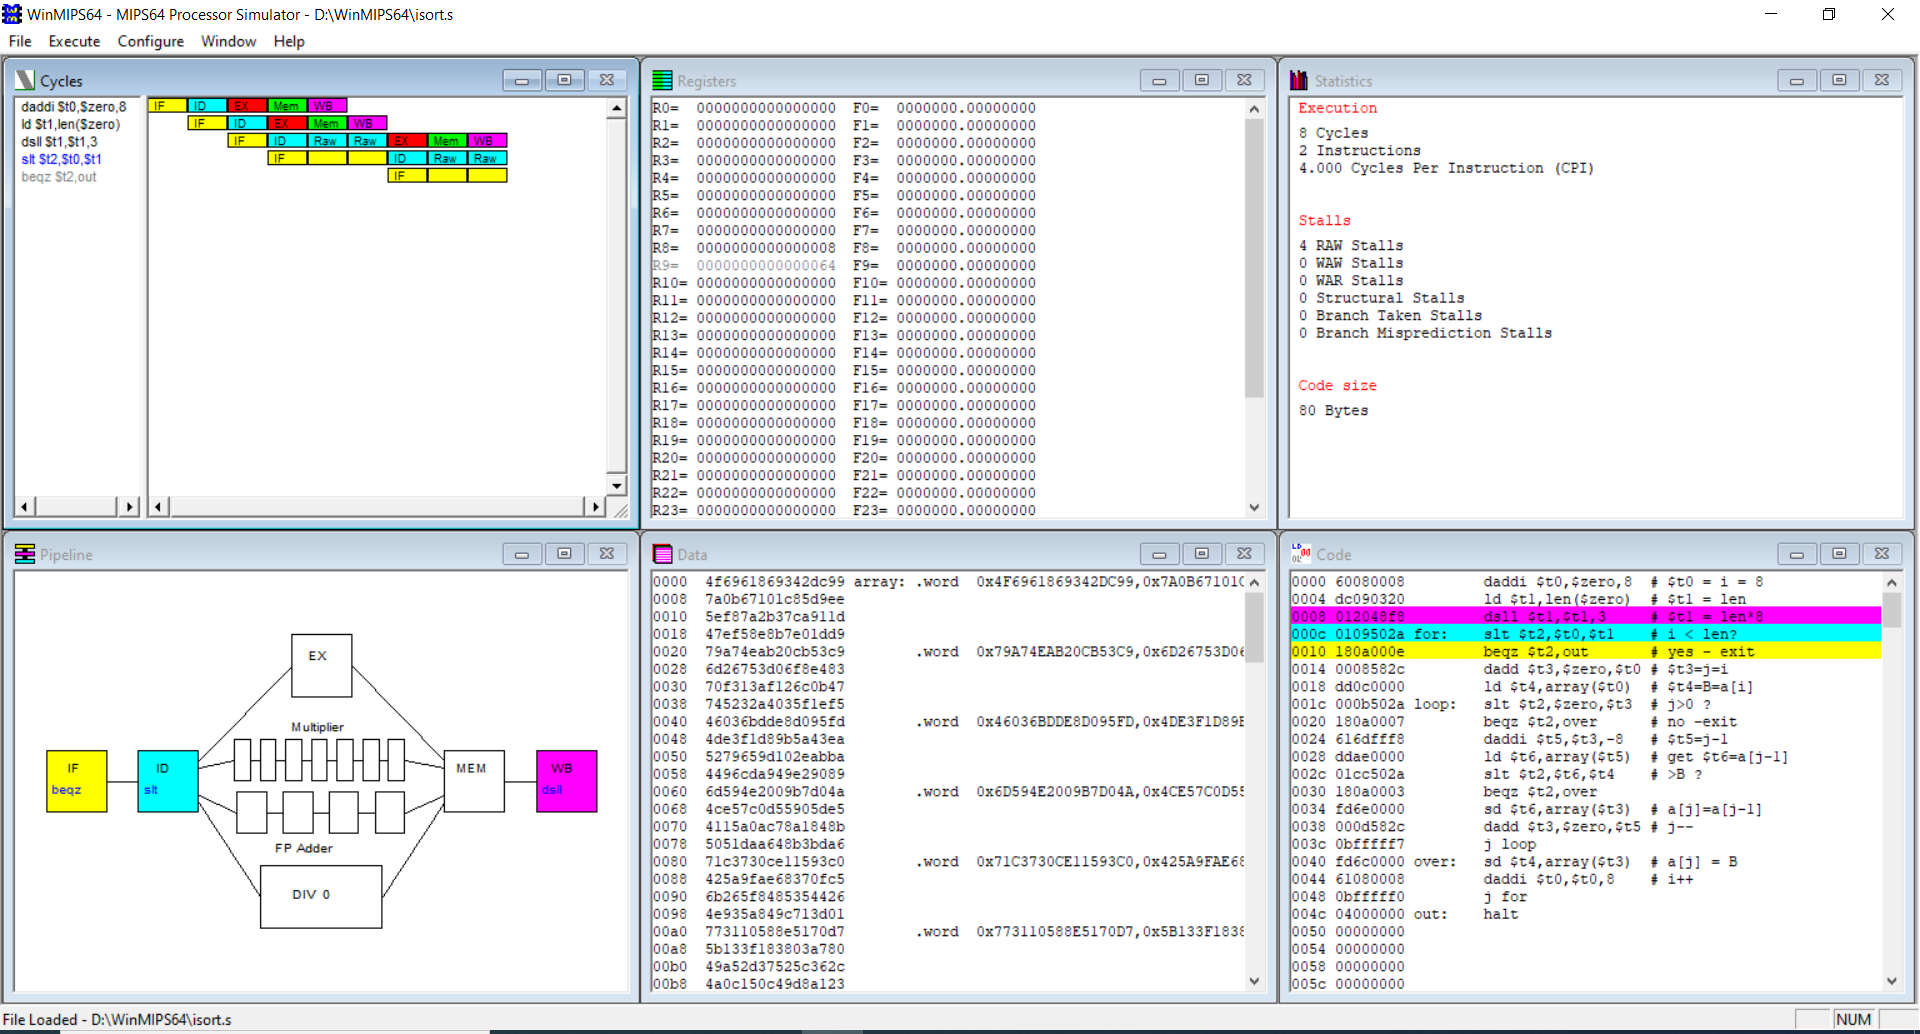 WinMIPS64 - MIPS64 Processor Simulator - D:\WinMIPS64\isort.s
File Execute Configure Window Help
Cycles
daddi $t0,$zero,8 IF ID EX Mem WB
ld $t1,len($zero) IF ID EX Mem WB
dsll $t1,$t1,3 IF ID Raw Raw EX Mem WB
slt $t2,$t0,$t1 IF ID Raw Raw
beqz $t2,out IF
Registers
R0= 0000000000000000 F0= 0000000.00000000
R1= 0000000000000000 F1= 0000000.00000000
R2= 0000000000000000 F2= 0000000.00000000
R3= 0000000000000000 F3= 0000000.00000000
R4= 0000000000000000 F4= 0000000.00000000
R5= 0000000000000000 F5= 0000000.00000000
R6= 0000000000000000 F6= 0000000.00000000
R7= 0000000000000000 F7= 0000000.00000000
R8= 0000000000000008 F8= 0000000.00000000
R9= 0000000000000064 F9= 0000000.00000000
R10= 0000000000000000 F10= 0000000.00000000
R11= 0000000000000000 F11= 0000000.00000000
R12= 0000000000000000 F12= 0000000.00000000
R13= 0000000000000000 F13= 0000000.00000000
R14= 0000000000000000 F14= 0000000.00000000
R15= 0000000000000000 F15= 0000000.00000000
R16= 0000000000000000 F16= 0000000.00000000
R17= 0000000000000000 F17= 0000000.00000000
R18= 0000000000000000 F18= 0000000.00000000
R19= 0000000000000000 F19= 0000000.00000000
R20= 0000000000000000 F20= 0000000.00000000
R21= 0000000000000000 F21= 0000000.00000000
R22= 0000000000000000 F22= 0000000.00000000
R23= 0000000000000000 F23= 0000000.00000000
Statistics
Execution
8 Cycles
2 Instructions
4.000 Cycles Per Instruction (CPI)
Stalls
4 RAW Stalls
0 WAW Stalls
0 WAR Stalls
0 Structural Stalls
0 Branch Taken Stalls
0 Branch Misprediction Stalls
Code size
80 Bytes
Pipeline
EX
Multiplier
IF
beqz
ID
slt
MEM
WB
dsll
FP Adder
DIV 0
Data
0000 4f6961869342dc99 array: .word 0x4F6961869342DC99,0x7A0B67101C
0008 7a0b67101c85d9ee
0010 5ef87a2b37ca911d
0018 47ef58e8b7e01dd9
0020 79a74eab20cb53c9 .word 0x79A74EAB20CB53C9,0x6D26753D06
0028 6d26753d06f8e483
0030 70f313af126c0b47
0038 745232a4035f1ef5
0040 46036bdde8d095fd .word 0x46036BDDE8D095FD,0x4DE3F1D89B
0048 4de3f1d89b5a43ea
0050 5279659d102eabba
0058 4496cda949e29089
0060 6d594e2009b7d04a .word 0x6D594E2009B7D04A,0x4CE57C0D55
0068 4ce57c0d55905de5
0070 4115a0ac78a1848b
0078 5051daa648b3bda6
0080 71c3730ce11593c0 .word 0x71C3730CE11593C0,0x425A9FAE68
0088 425a9fae68370fc5
0090 6b265f8485354426
0098 4e935a849c713d01
00a0 773110588e5170d7 .word 0x773110588E5170D7,0x5B133F1838
00a8 5b133f183803a780
00b0 49a52d37525c362c
00b8 4a0c150c49d8a123
Code
0000 60080008 daddi $t0,$zero,8 # $t0 = i = 8
0004 dc090320 ld $t1,len($zero) # $t1 = len
0008 012048f8 dsll $t1,$t1,3 # $t1 = len*8
000c 0109502a for: slt $t2,$t0,$t1 # i < len?
0010 180a000e beqz $t2,out # yes - exit
0014 0008582c dadd $t3,$zero,$t0 # $t3=j=i
0018 dd0c0000 ld $t4,array($t0) # $t4=B=a[i]
001c 000b502a loop: slt $t2,$zero,$t3 # j>0 ?
0020 180a0007 beqz $t2,over # no -exit
0024 616dfff8 daddi $t5,$t3,-8 # $t5=j-1
0028 ddae0000 ld $t6,array($t5) # get $t6=a[j-1]
002c 01cc502a slt $t2,$t6,$t4 # >B ?
0030 180a0003 beqz $t2,over
0034 fd6e0000 sd $t6,array($t3) # a[j]=a[j-1]
0038 000d582c dadd $t3,$zero,$t5 # j--
003c 0bfffff7 j loop
0040 fd6c0000 over: sd $t4,array($t3) # a[j] = B
0044 61080008 daddi $t0,$t0,8 # i++
0048 0bfffff0 j for
004c 04000000 out: halt
0050 00000000
0054 00000000
0058 00000000
005c 00000000
File Loaded - D:\WinMIPS64\isort.s
NUM